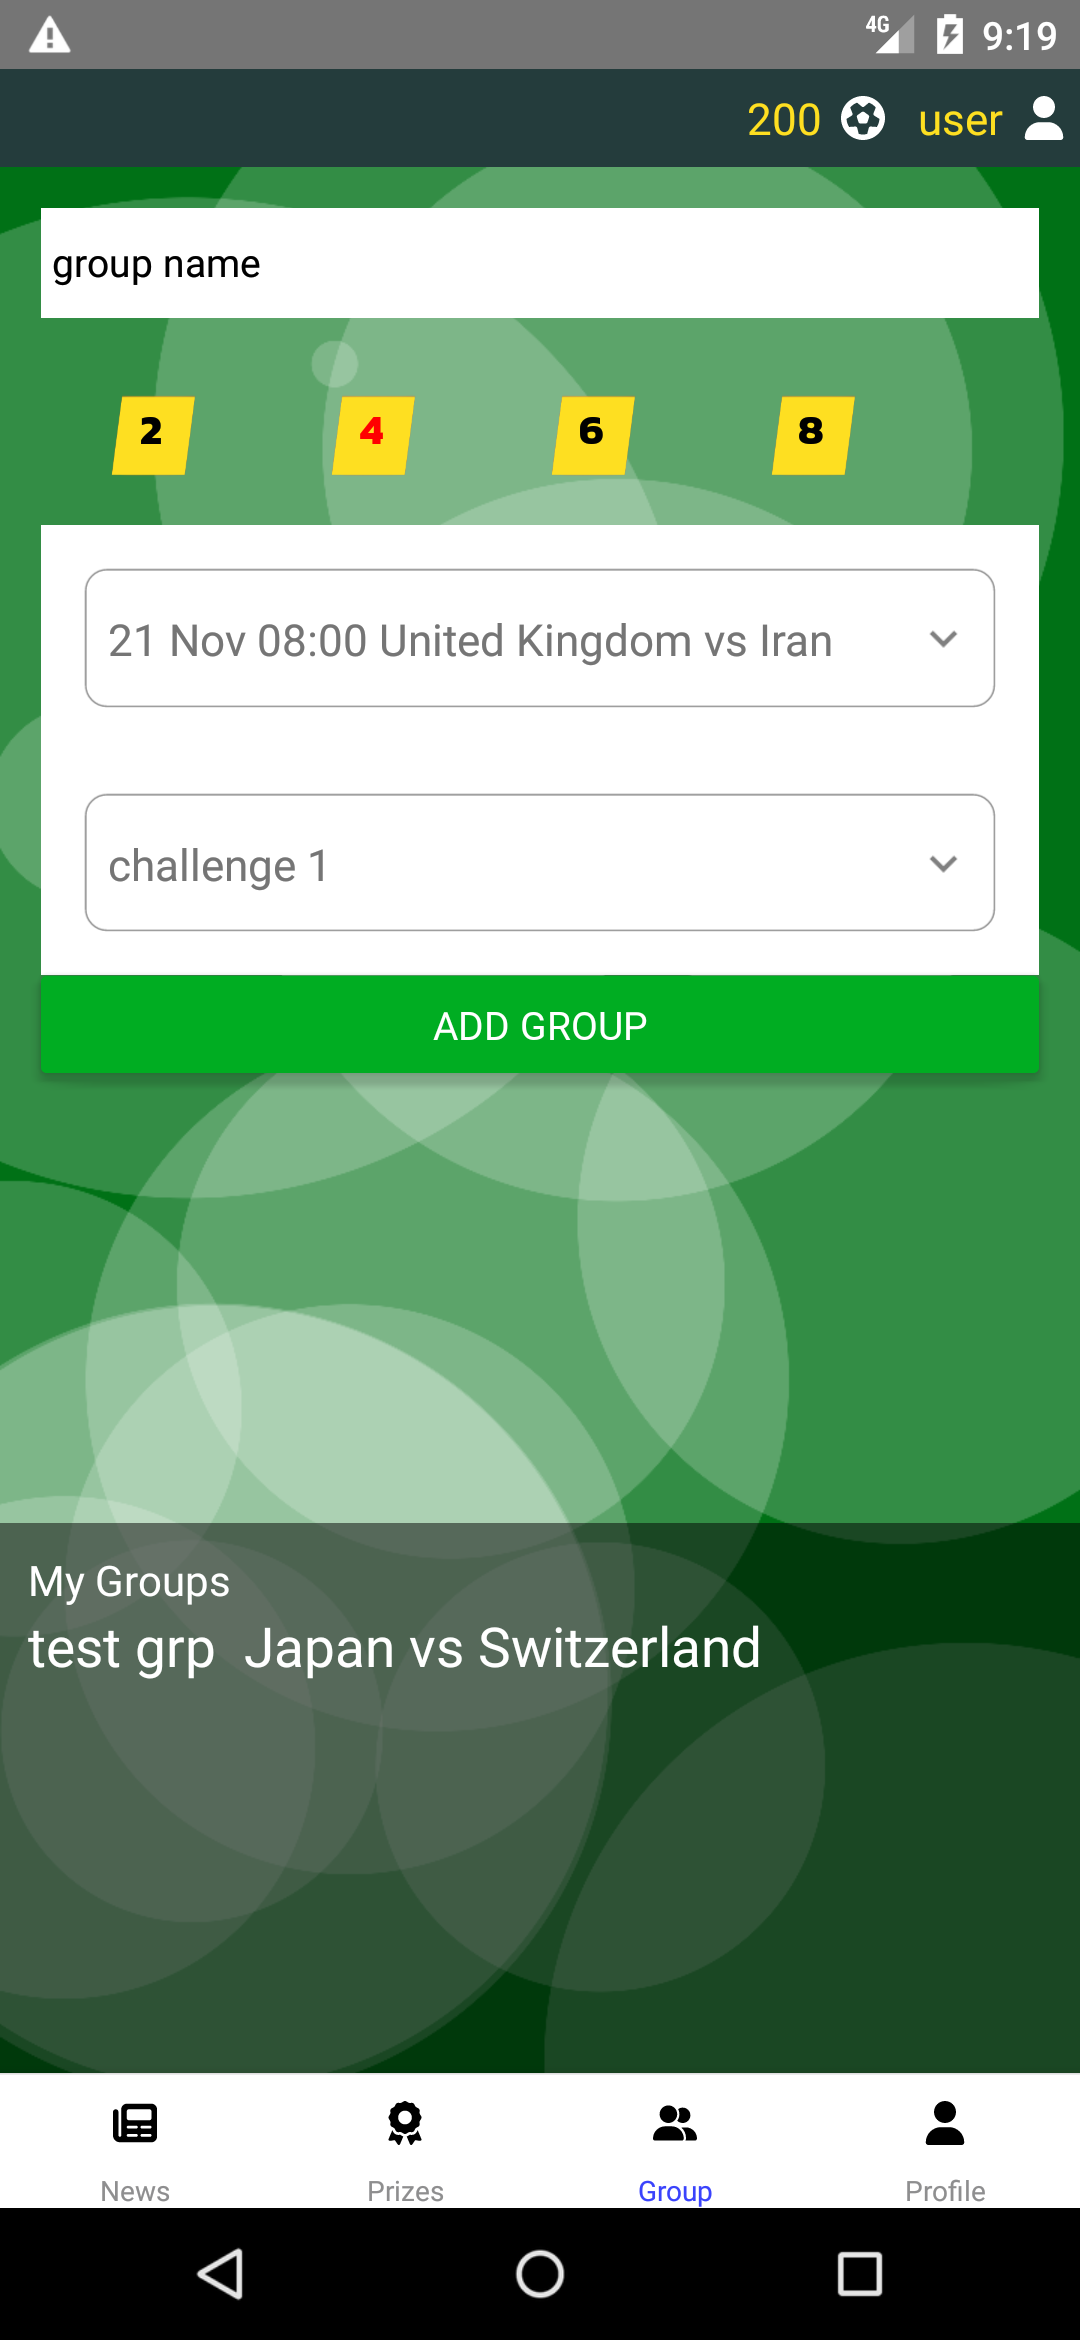 4G 9:19
200 user
group name
2 4 6 8
21 Nov 08:00 United Kingdom vs Iran
challenge 1
ADD GROUP
My Groups
test grp Japan vs Switzerland
News Prizes Group Profile